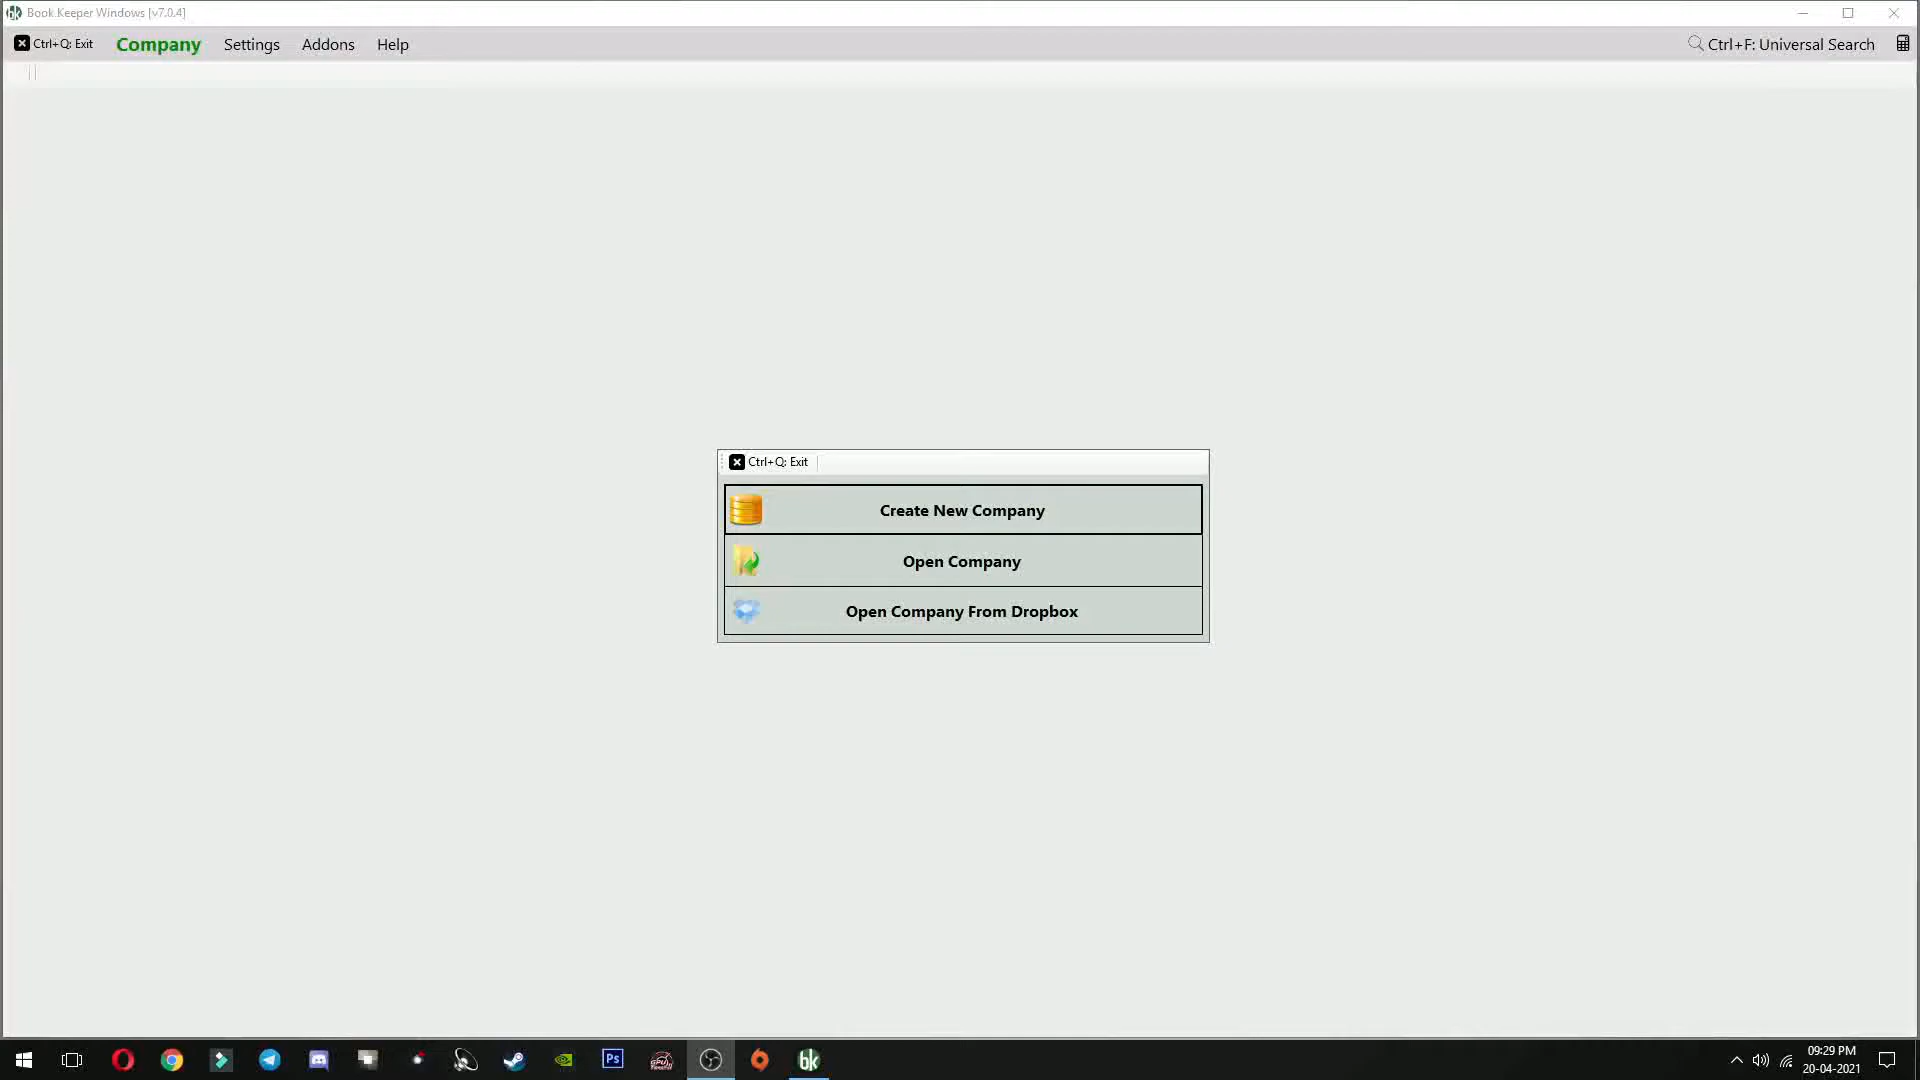 Book Keeper Windows [v7.0.4]
Ctrl+Q: Exit Company Settings Addons Help Ctrl+F: Universal Search
Ctrl+Q: Exit
Create New Company
Open Company
Open Company From Dropbox
Ps
bk
09:29 PM
20-04-2021